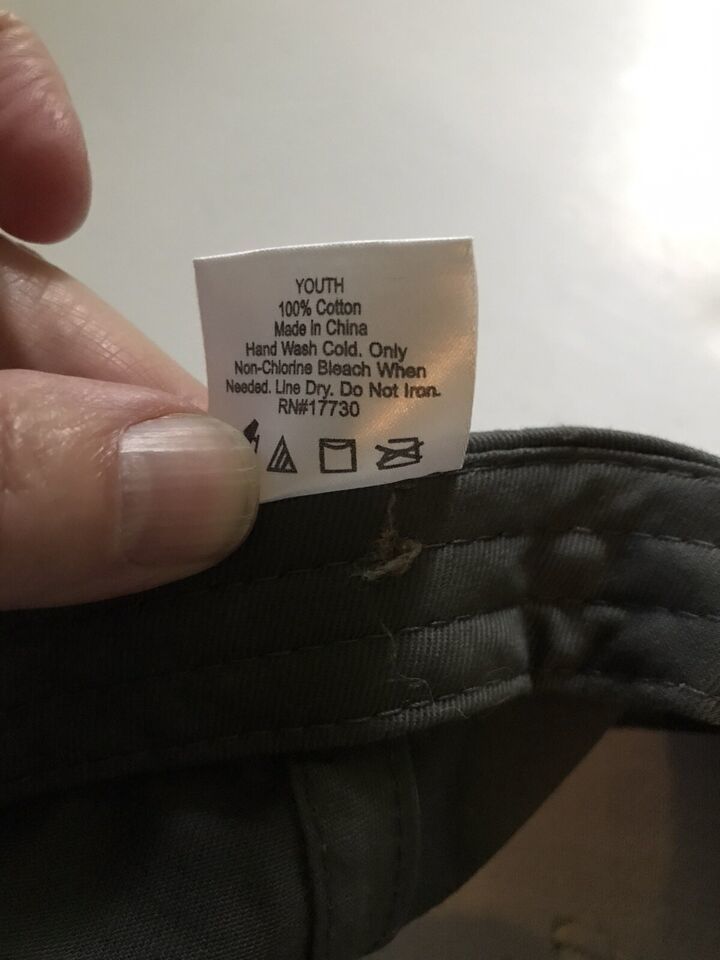 YOUTH
100% Cotton
Made In China
Hand Wash Cold. Only
Non-Chlorine Bleach When
Needed. Line Dry. Do Not Iron.
RN#17730